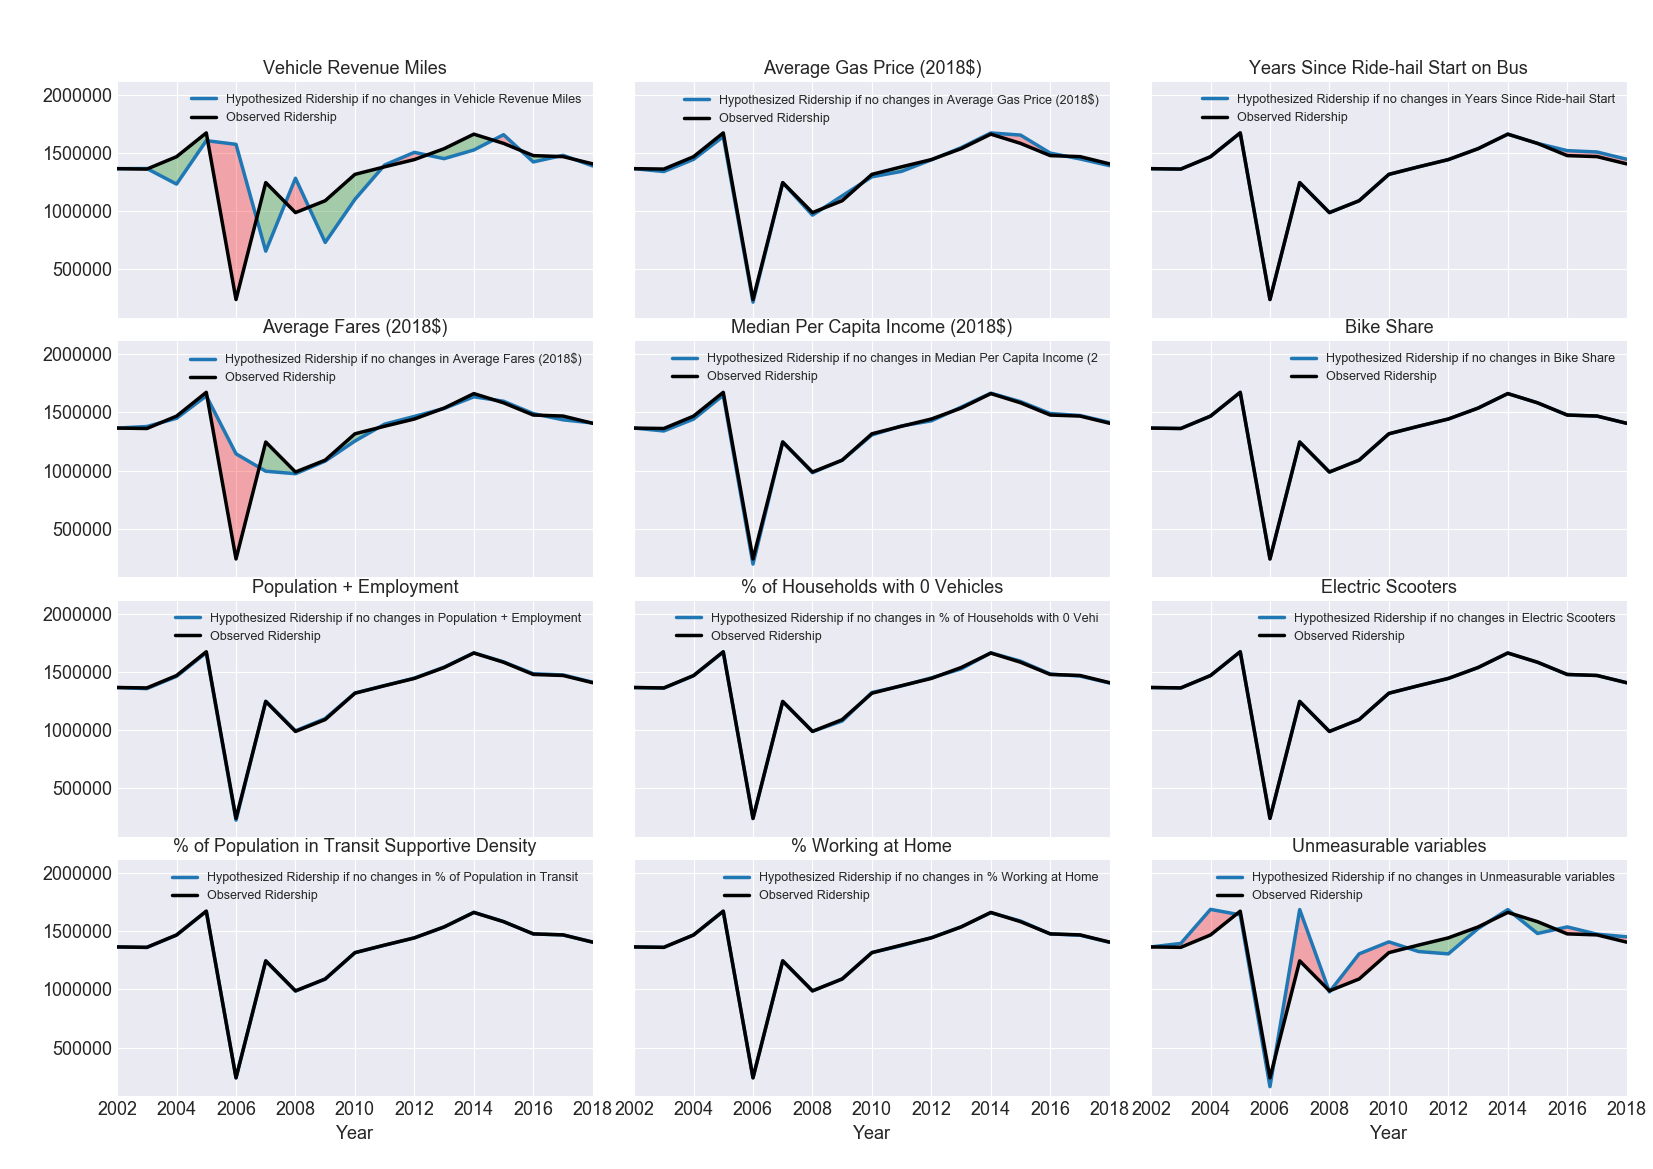 Vehicle Revenue Miles
Hypothesized Ridership if no changes in Vehicle Revenue Miles
Observed Ridership
2000000
1500000
1000000
500000
Average Gas Price (2018$)
Hypothesized Ridership if no changes in Average Gas Price (2018$)
Observed Ridership
Years Since Ride-hail Start on Bus
Hypothesized Ridership if no changes in Years Since Ride-hail Start
Observed Ridership
Average Fares (2018$)
Hypothesized Ridership if no changes in Average Fares (2018$)
Observed Ridership
2000000
1500000
1000000
500000
Median Per Capita Income (2018$)
Hypothesized Ridership if no changes in Median Per Capita Income (2
Observed Ridership
Bike Share
Hypothesized Ridership if no changes in Bike Share
Observed Ridership
Population + Employment
Hypothesized Ridership if no changes in Population + Employment
Observed Ridership
2000000
1500000
1000000
500000
% of Households with 0 Vehicles
Hypothesized Ridership if no changes in % of Households with 0 Vehi
Observed Ridership
Electric Scooters
Hypothesized Ridership if no changes in Electric Scooters
Observed Ridership
% of Population in Transit Supportive Density
Hypothesized Ridership if no changes in % of Population in Transit
Observed Ridership
2000000
1500000
1000000
500000
2002 2004 2006 2008 2010 2012 2014 2016 2018
Year
% Working at Home
Hypothesized Ridership if no changes in % Working at Home
Observed Ridership
2002 2004 2006 2008 2010 2012 2014 2016 2018
Year
Unmeasurable variables
Hypothesized Ridership if no changes in Unmeasurable variables
Observed Ridership
2002 2004 2006 2008 2010 2012 2014 2016 2018
Year